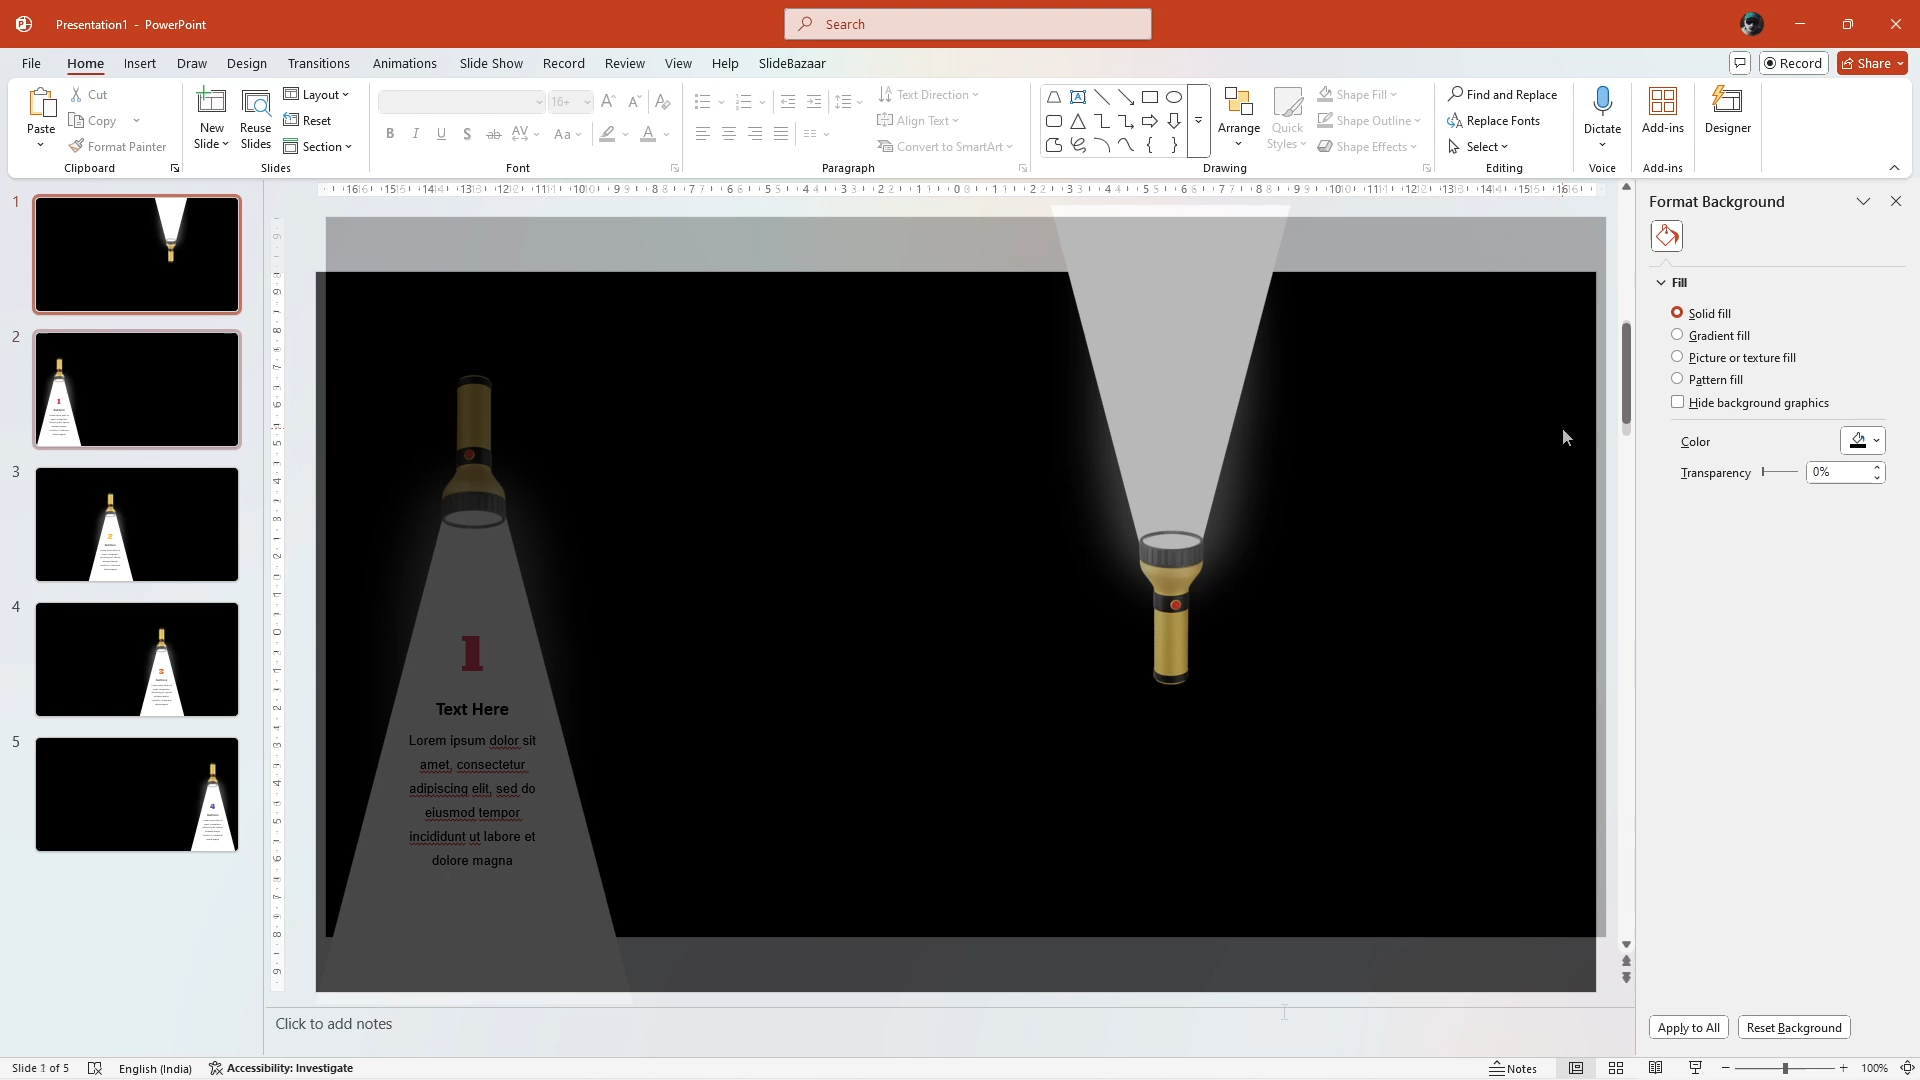 Presentation1 - PowerPoint
Search
File Home Insert Draw Design Transitions Animations Slide Show Record Review View Help SlideBazaar
Record
Share
Paste
Cut
Copy
Format Painter
Clipboard
New Slide
Reuse Slides
Layout
Reset
Section
Slides
16+
Font
Text Direction
Align Text
Convert to SmartArt
Paragraph
Arrange
Quick Styles
Shape Fill
Shape Outline
Shape Effects
Drawing
Find and Replace
Replace Fonts
Select
Editing
Dictate
Voice
Add-ins
Add-ins
Designer
1
2
3
4
5
1
Text Here
Lorem ipsum dolor sit
amet, consectetur
adipiscing elit, sed do
eiusmod tempor
incididunt ut labore et
dolore magna
Format Background
Fill
Solid fill
Gradient fill
Picture or texture fill
Pattern fill
Hide background graphics
Color
Transparency 0%
Apply to All
Reset Background
Click to add notes
Slide 1 of 5 English (India) Accessibility: Investigate Notes 100%